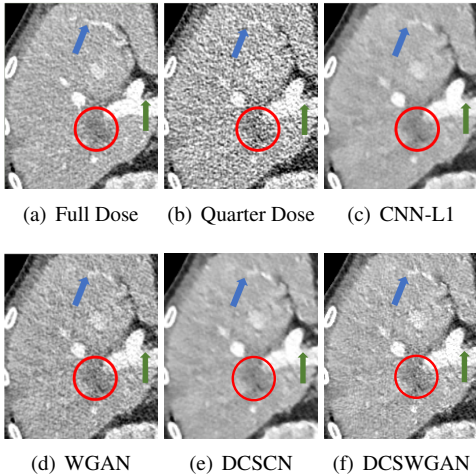 (a) Full Dose (b) Quarter Dose (c) CNN-L1
(d) WGAN (e) DCSCN (f) DCSWGAN